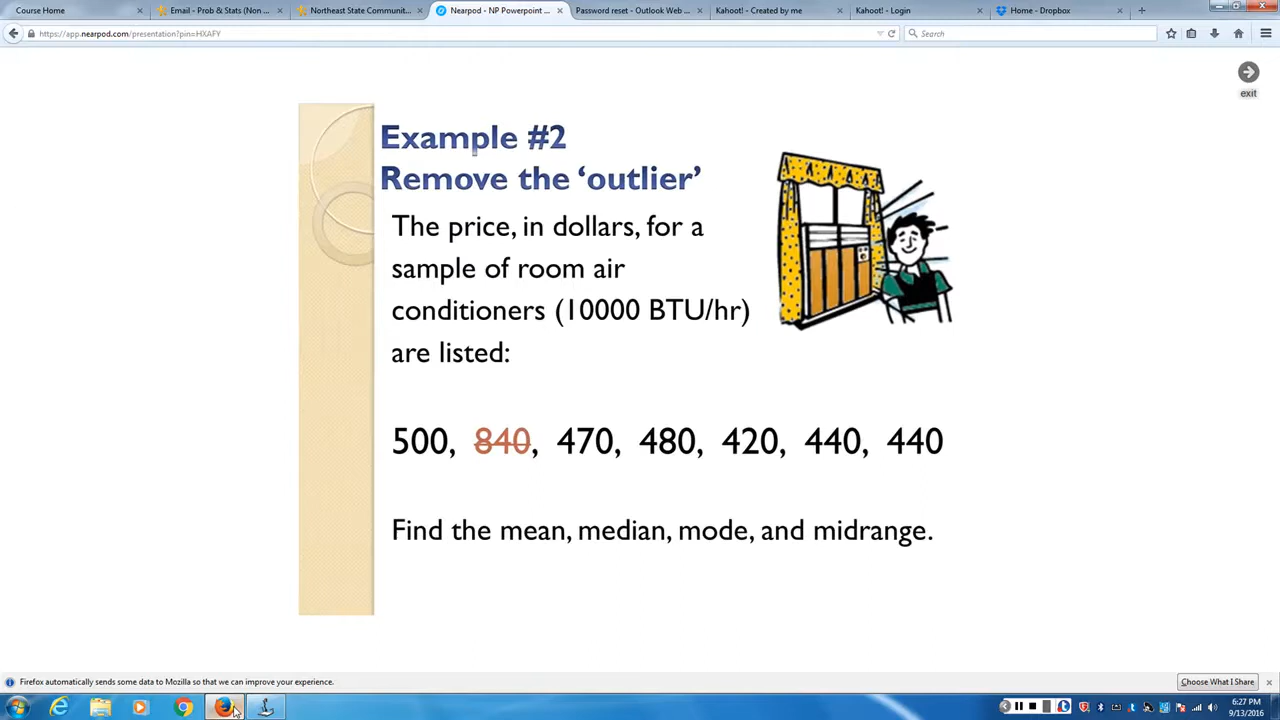 Course Home
Email - Prob & Stats (Non ...
Northeast State Communit...
Nearpod - NP Powerpoint ...
Password reset - Outlook Web ...
Kahoot! - Created by me
Kahoot! - Login
Home - Dropbox
https://app.nearpod.com/presentation?pin=HXAFY
Search
exit
Example #2
Remove the ‘outlier’
The price, in dollars, for a
sample of room air
conditioners (10000 BTU/hr)
are listed:
500, 840, 470, 480, 420, 440, 440
Find the mean, median, mode, and midrange.
Firefox automatically sends some data to Mozilla so that we can improve your experience.
Choose What I Share
6:27 PM
9/13/2016